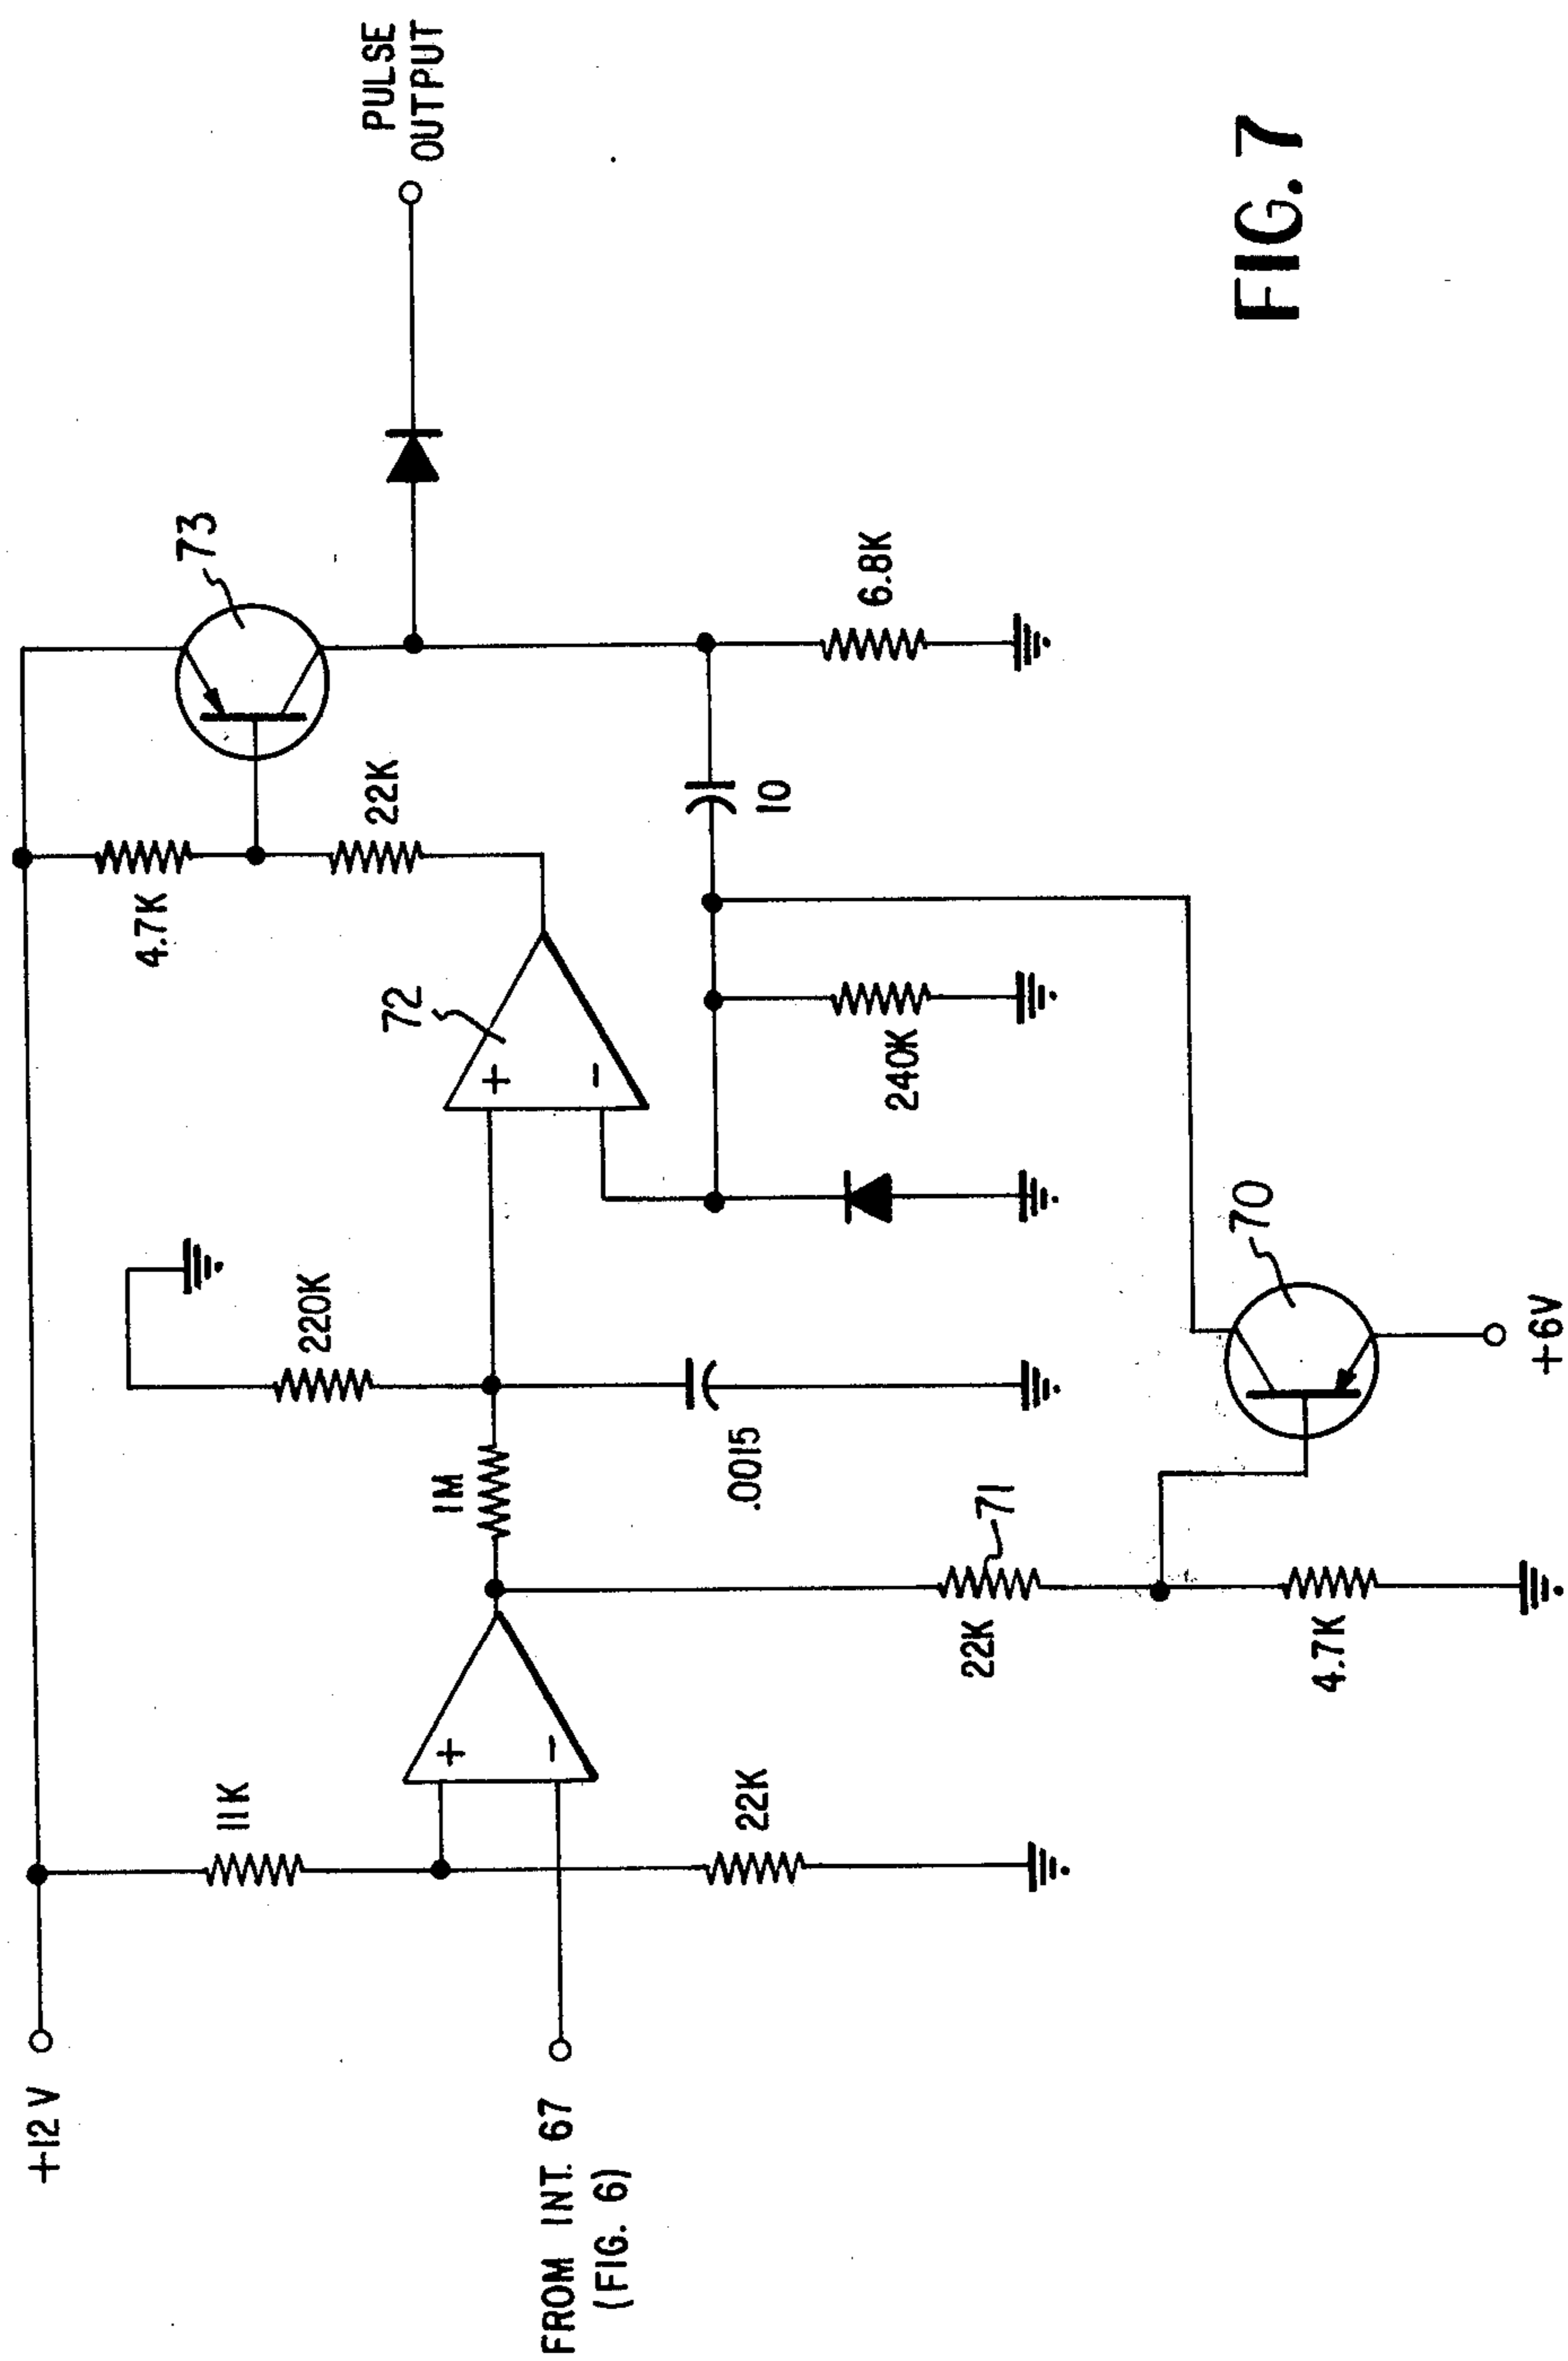 +12 V
11K
FROM INT. 67
(FIG. 6)
22K
1M
220K
.0015
22K
71
4.7K
70
+6V
72
+
-
+
-
240K
4.7K
22K
10
73
6.8K
PULSE
OUTPUT
FIG. 7